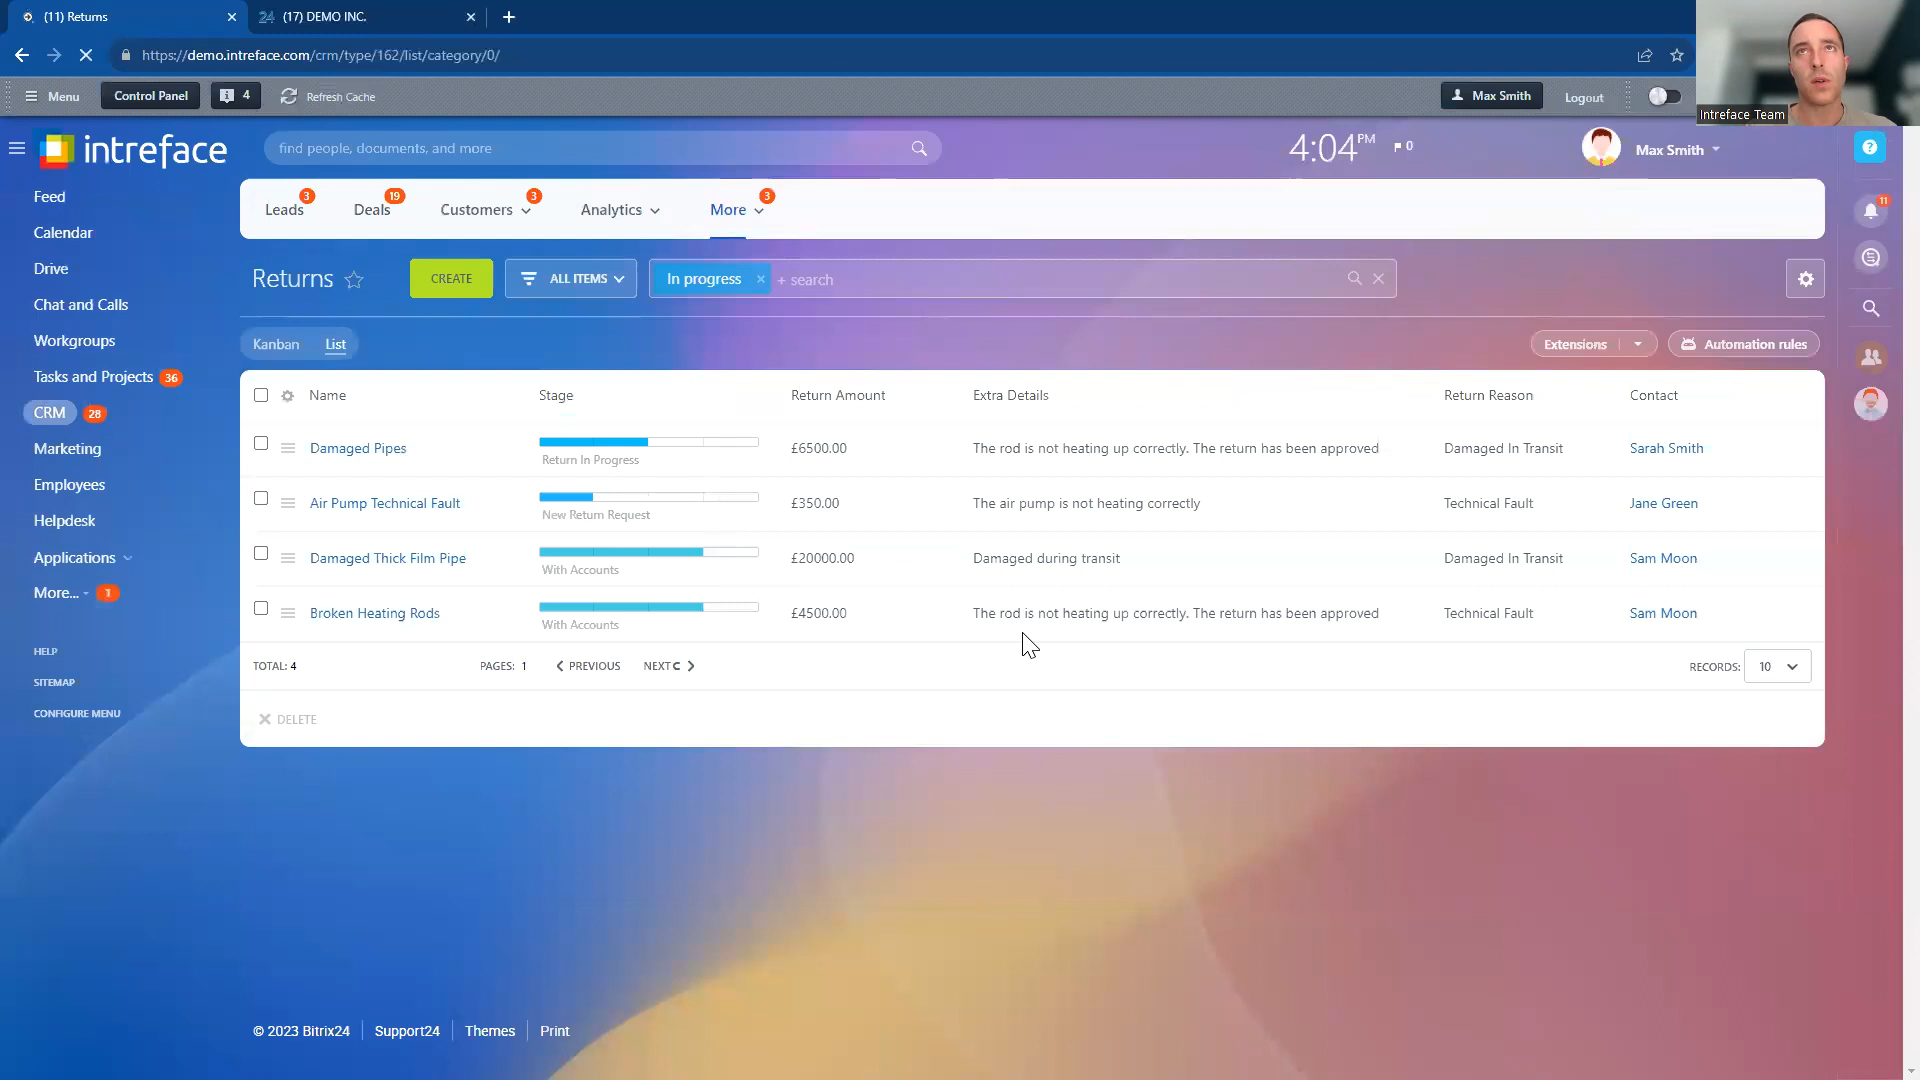 (11) Returns
24 (17) DEMO INC.
https://demo.intreface.com/crm/type/162/list/category/0/
Menu
Control Panel
4
Refresh Cache
Max Smith
Logout
Intreface Team
intreface
find people, documents, and more
4:04 PM
0
Max Smith
?
11
Feed
Calendar
Drive
Chat and Calls
Workgroups
Tasks and Projects 36
CRM 28
Marketing
Employees
Helpdesk
Applications
More... 1
HELP
SITEMAP
CONFIGURE MENU
Leads 3
Deals 19
Customers 3
Analytics
More 3
Returns
CREATE
ALL ITEMS
In progress
+ search
Kanban
List
Extensions
Automation rules
Name Stage Return Amount Extra Details Return Reason Contact
Damaged Pipes £6500.00 The rod is not heating up correctly. The return has been approved Damaged In Transit Sarah Smith
Return In Progress
Air Pump Technical Fault £350.00 The air pump is not heating correctly Technical Fault Jane Green
New Return Request
Damaged Thick Film Pipe £20000.00 Damaged during transit Damaged In Transit Sam Moon
With Accounts
Broken Heating Rods £4500.00 The rod is not heating up correctly. The return has been approved Technical Fault Sam Moon
With Accounts
TOTAL: 4 PAGES: 1 PREVIOUS NEXTC RECORDS: 10
DELETE
© 2023 Bitrix24 Support24 Themes Print